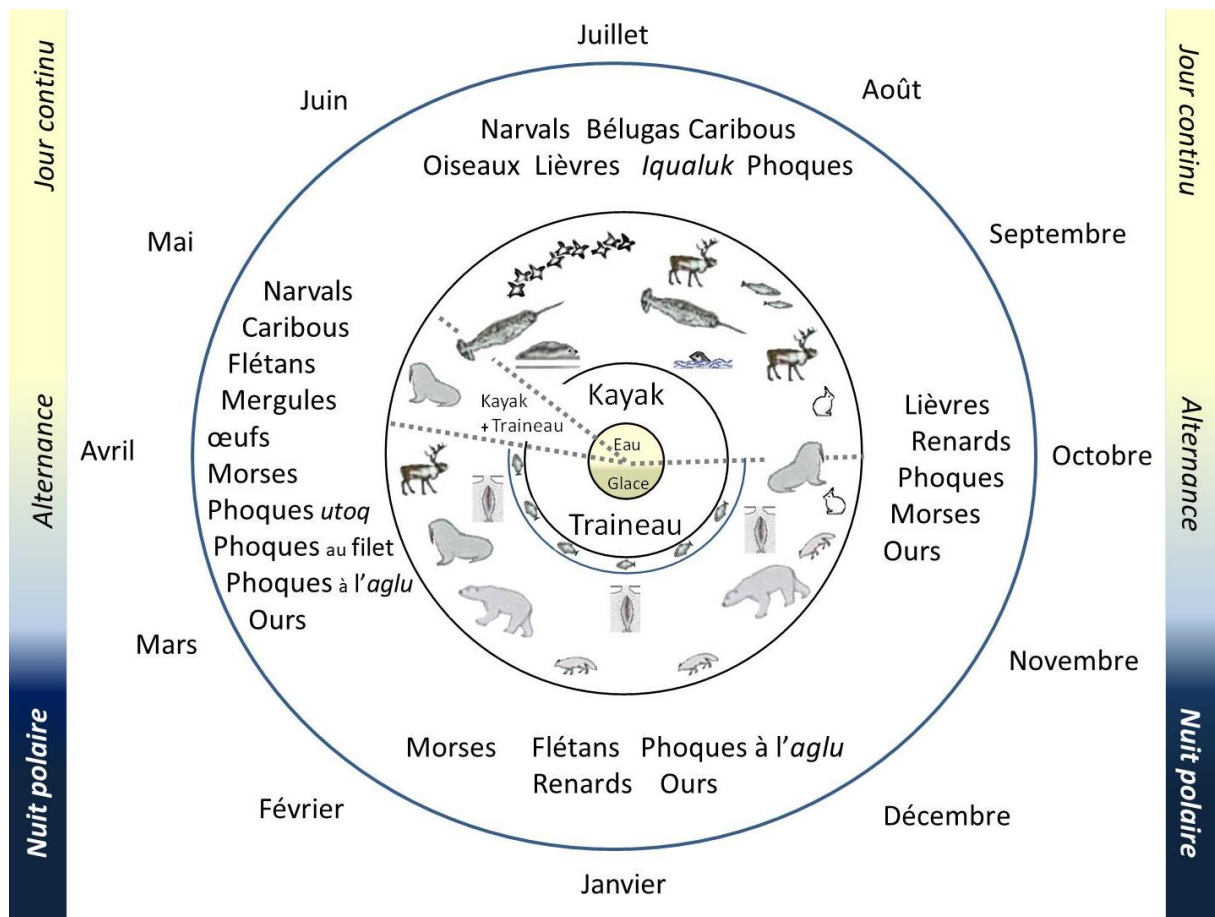 Juillet
Juin
Août
Mai
Septembre
Avril
Octobre
Mars
Novembre
Février
Décembre
Janvier
Jour continu
Alternance
Nuit polaire
Jour continu
Alternance
Nuit polaire
Narvals Bélugas Caribous
Oiseaux Lièvres Iqualuk Phoques
Narvals
Caribous
Flétans
Mergules
œufs
Morses
Phoques utoq
Phoques au filet
Phoques à l’aglu
Ours
Lièvres
Renards
Phoques
Morses
Ours
Morses Flétans Phoques à l’aglu
Renards Ours
Kayak
Kayak
+ Traineau
Eau
Glace
Traineau